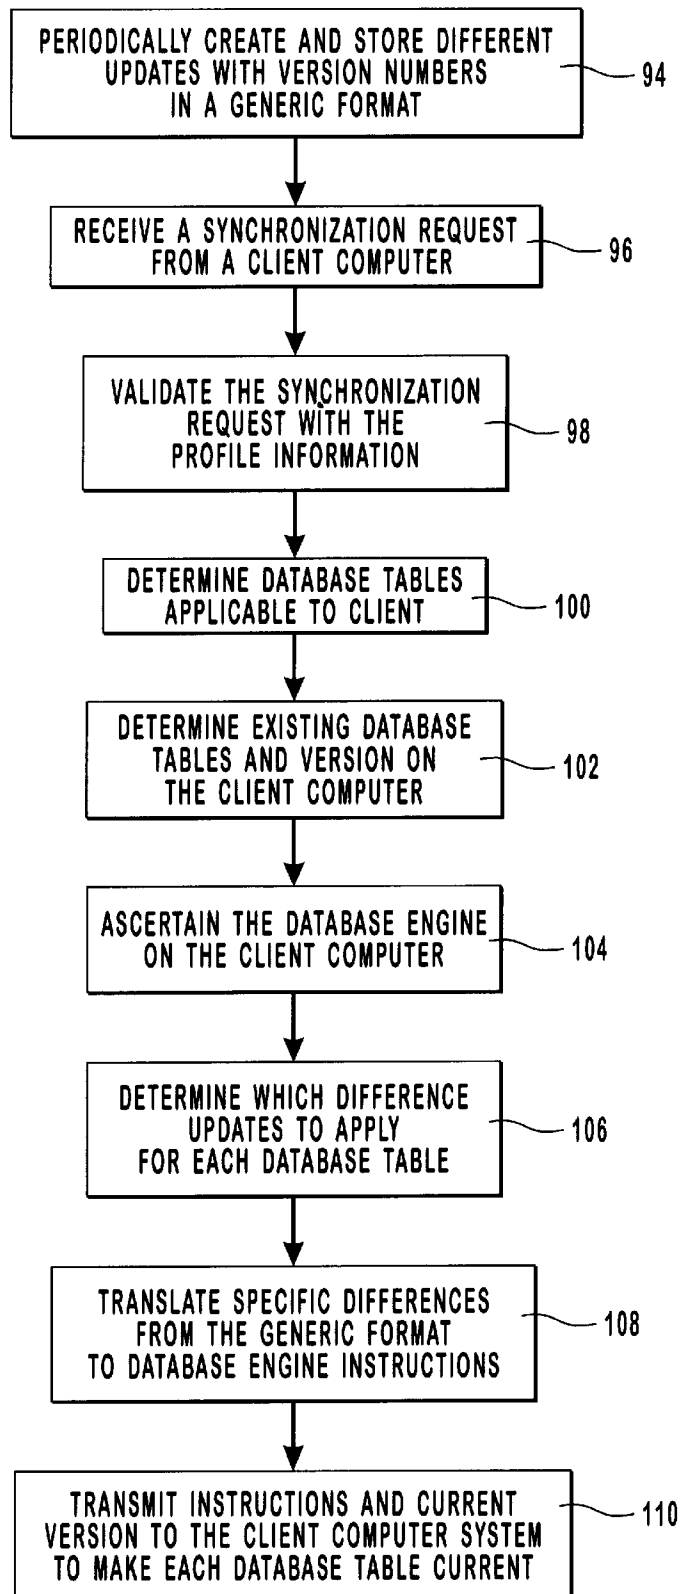 PERIODICALLY CREATE AND STORE DIFFERENT
UPDATES WITH VERSION NUMBERS
IN A GENERIC FORMAT
94
RECEIVE A SYNCHRONIZATION REQUEST
FROM A CLIENT COMPUTER
96
VALIDATE THE SYNCHRONIZATION
REQUEST WITH THE
PROFILE INFORMATION
98
DETERMINE DATABASE TABLES
APPLICABLE TO CLIENT
100
DETERMINE EXISTING DATABASE
TABLES AND VERSION ON
THE CLIENT COMPUTER
102
ASCERTAIN THE DATABASE ENGINE
ON THE CLIENT COMPUTER
104
DETERMINE WHICH DIFFERENCE
UPDATES TO APPLY
FOR EACH DATABASE TABLE
106
TRANSLATE SPECIFIC DIFFERENCES
FROM THE GENERIC FORMAT
TO DATABASE ENGINE INSTRUCTIONS
108
TRANSMIT INSTRUCTIONS AND CURRENT
VERSION TO THE CLIENT COMPUTER SYSTEM
TO MAKE EACH DATABASE TABLE CURRENT
110